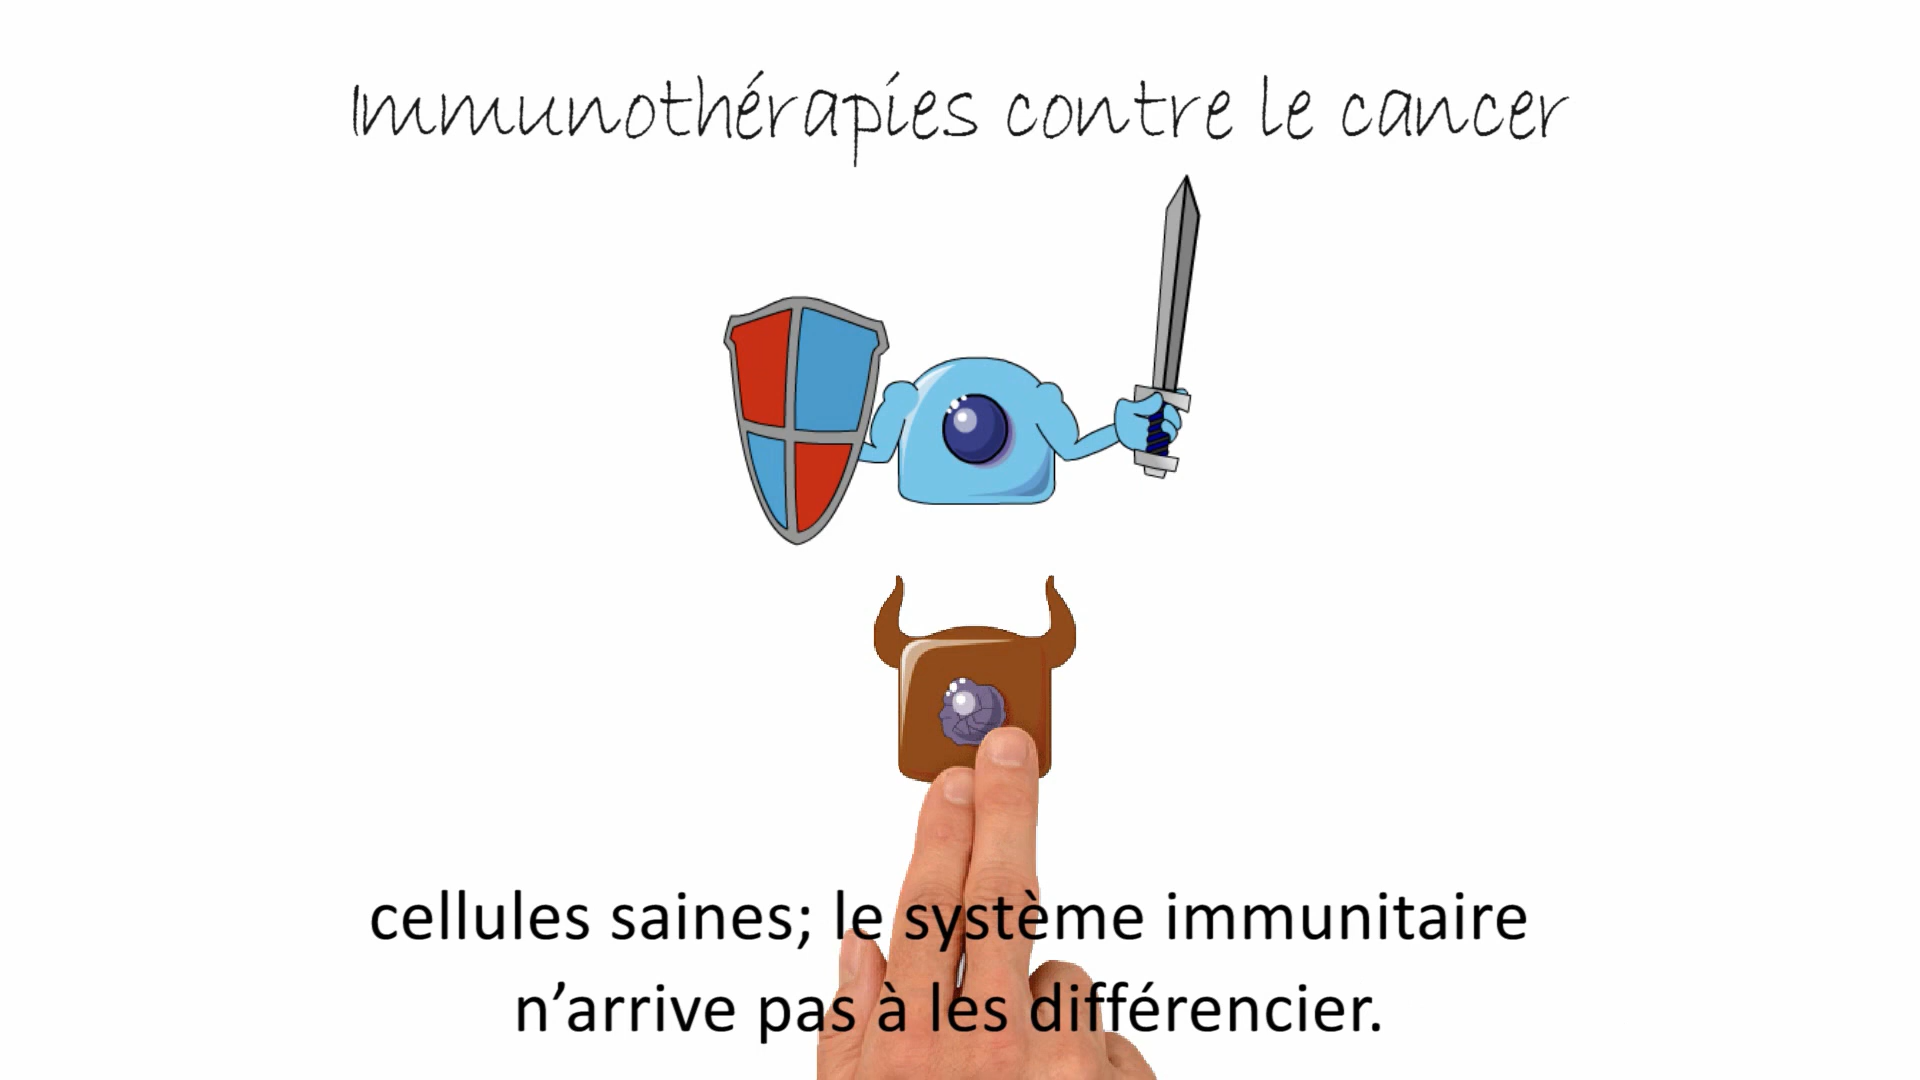 Immunothérapies contre le cancer
cellules saines; le système immunitaire
n’arrive pas à les différencier.